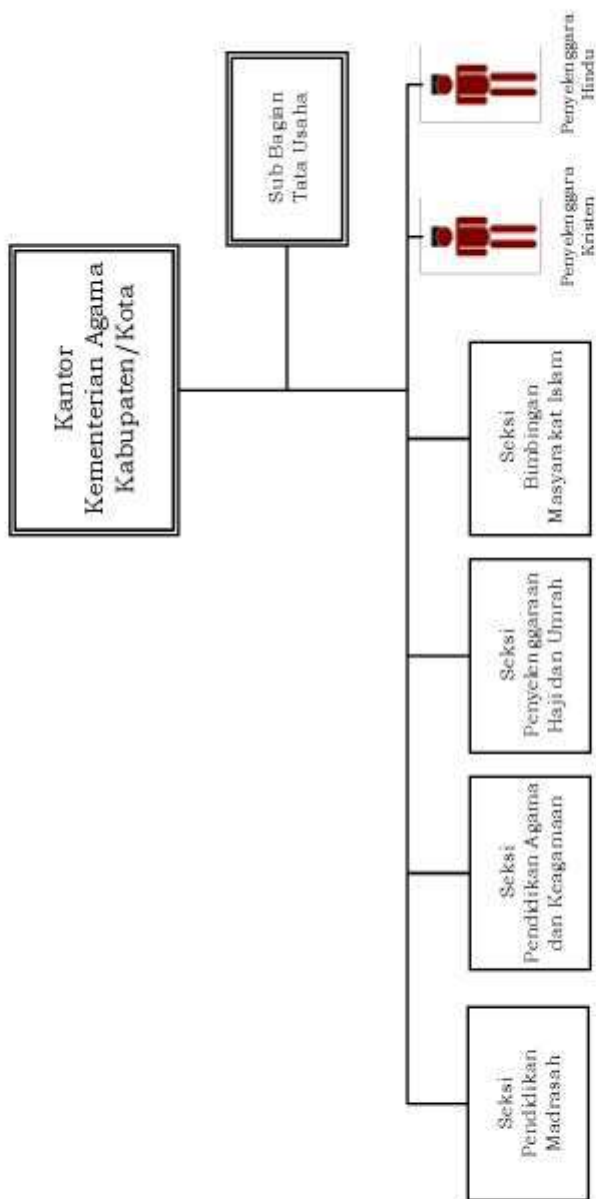 Kantor
Kementerian Agama
Kabupaten/Kota
Sub Bagian
Tata Usaha
Seksi
Pendidikan
Madrasah
Seksi
Pendidikan Agama
dan Keagamaan
Seksi
Penyelenggaraan
Haji dan Umrah
Seksi
Bimbingan
Masyarakat Islam
Penyelenggara
Kristen
Penyelenggara
Hindu